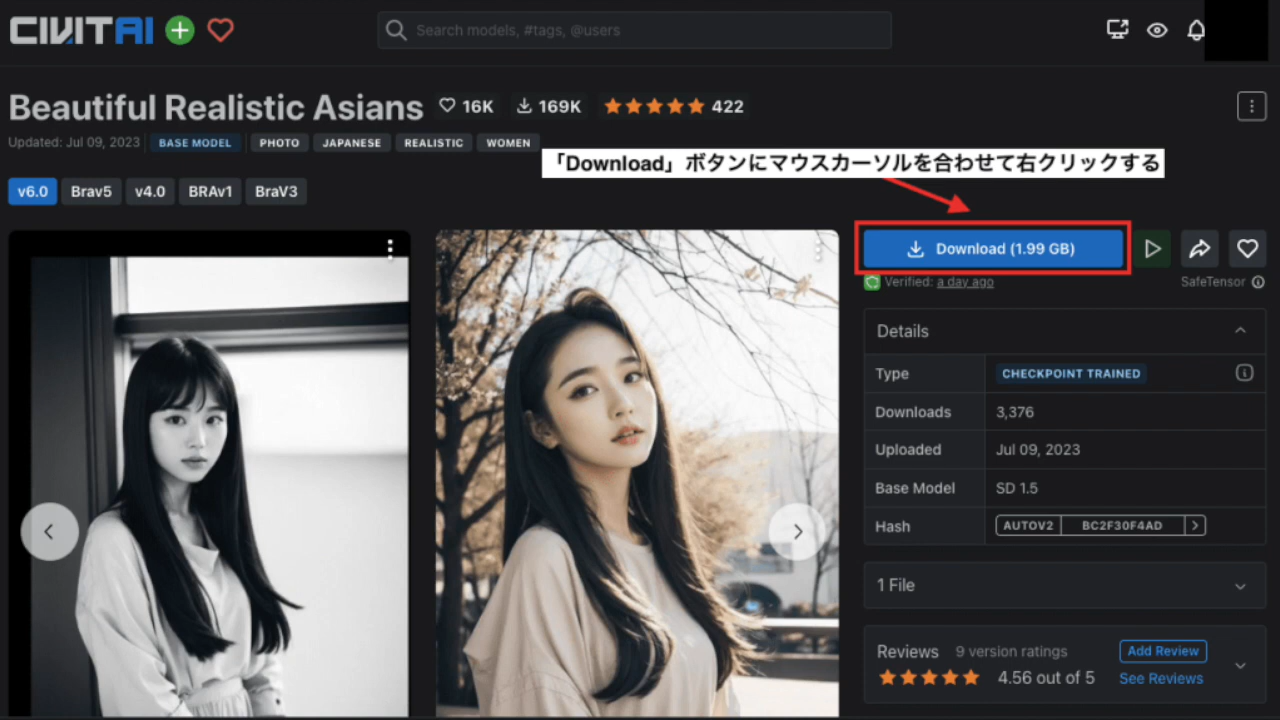 CIVITAI
Search models, #tags, @users
Beautiful Realistic Asians 16K 169K 422
Updated: Jul 09, 2023 BASE MODEL PHOTO JAPANESE REALISTIC WOMEN
「Download」ボタンにマウスカーソルを合わせて右クリックする
v6.0 Brav5 v4.0 BRAv1 BraV3
Download (1.99 GB)
Verified: a day ago SafeTensor
Details
Type CHECKPOINT TRAINED
Downloads 3,376
Uploaded Jul 09, 2023
Base Model SD 1.5
Hash AUTOV2 BC2F30F4AD
1 File
Reviews 9 version ratings Add Review
4.56 out of 5 See Reviews